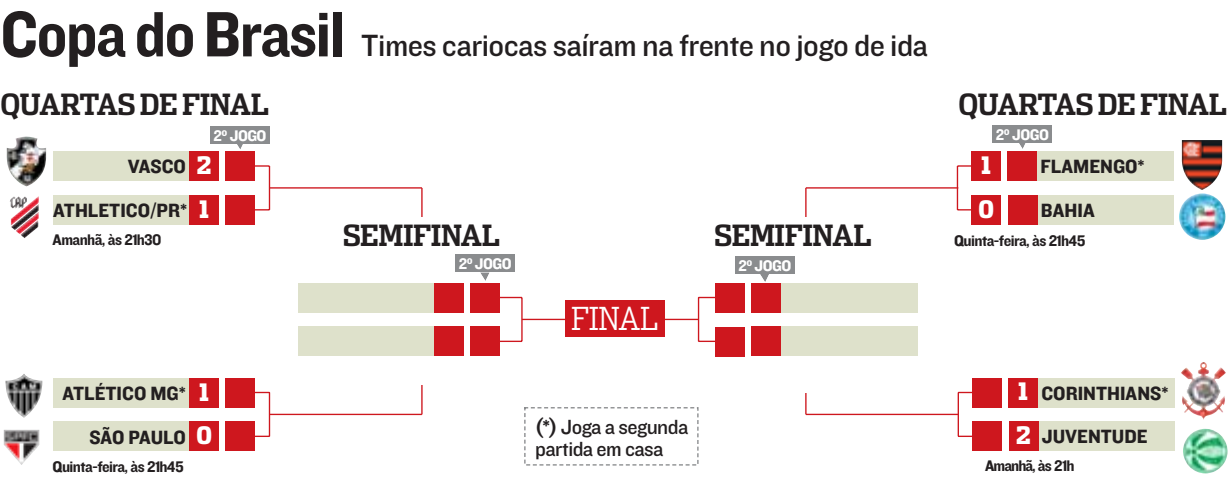 Copa do Brasil Times cariocas saíram na frente no jogo de ida
QUARTAS DE FINAL
2º JOGO
VASCO 2
CAP
ATHLETICO/PR* 1
Amanhã, às 21h30
SEMIFINAL
2º JOGO
ATLÉTICO MG* 1
CAM
SÃO PAULO 0
SPFC
Quinta-feira, às 21h45
FINAL
(*) Joga a segunda
partida em casa
QUARTAS DE FINAL
2º JOGO
1 FLAMENGO*
0 BAHIA
Quinta-feira, às 21h45
SEMIFINAL
2º JOGO
1 CORINTHIANS*
2 JUVENTUDE
Amanhã, às 21h